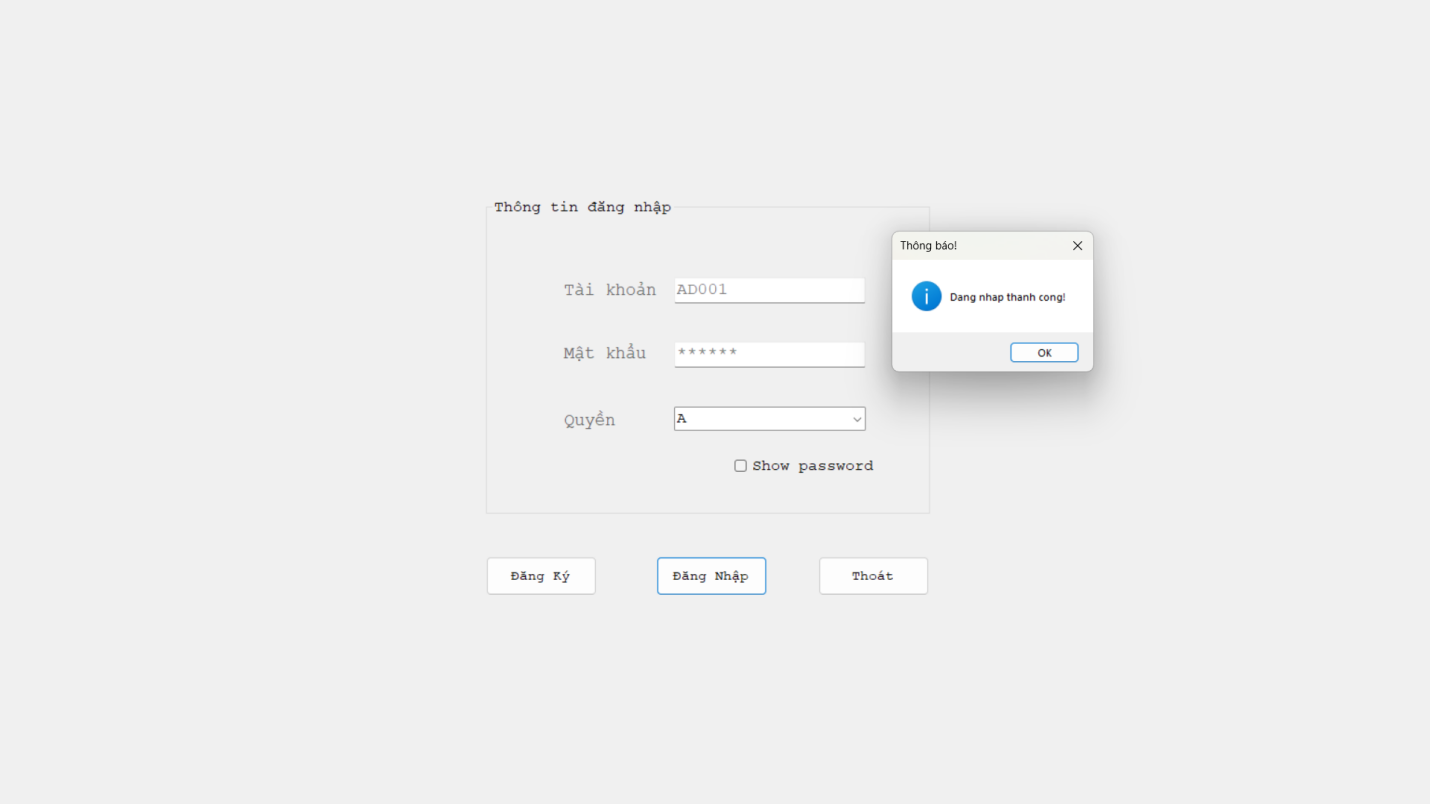 Thông tin đăng nhập
Thông báo!
Tài khoản AD001
Dang nhap thanh cong!
Mật khẩu ******
OK
Quyền A
Show password
Đăng Ký Đăng Nhập Thoát